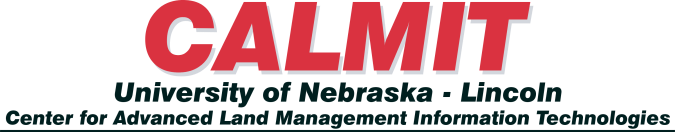 CALMIT
University of Nebraska - Lincoln
Center for Advanced Land Management Information Technologies